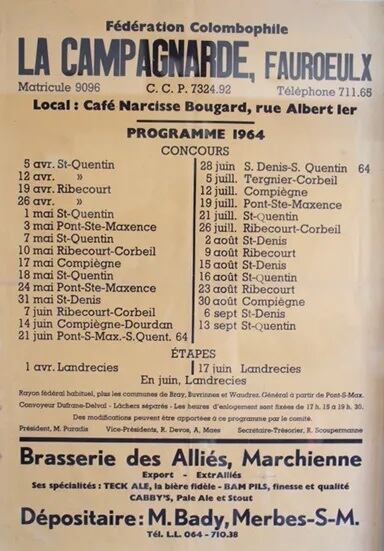 Fédération Colombophile
LA CAMPAGNARDE, FAUROEULX
Matricule 9096 C. C. P. 7324.92 Téléphone 711.65
Local : Café Narcisse Bougard, rue Albert Ier
PROGRAMME 1964
CONCOURS
5 avr. St-Quentin
12 avr. »
19 avr. Ribecourt
26 avr. »
1 mai St-Quentin
3 mai Pont-Ste-Maxence
7 mai St-Quentin
10 mai Ribecourt-Corbeil
17 mai Compiègne
18 mai St-Quentin
24 mai Pont-Ste-Maxence
31 mai St-Denis
7 juin Ribecourt-Corbeil
14 juin Compiègne-Dourdan
21 juin Pont-S-Max.-S.Quent. 64
28 juin S. Denis-S. Quentin 64
5 juill. Tergnier-Corbeil
12 juill. Compiègne
19 juill. Pont-Ste-Maxence
21 juill. St-Quentin
26 juill. Ribecourt-Corbeil
2 août St-Denis
9 août Ribecourt
15 août St-Denis
16 août St-Quentin
23 août Ribecourt
30 août Compiègne
6 sept St-Denis
13 sept St-Quentin
ÉTAPES
1 avr. Landrecies 17 juin Landrecies
En juin, Landrecies
Rayon fédéral habituel, plus les communes de Bray, Buvrinnes et Waudrez. Général à partir de Pont-S-Max.
Convoyeur Dufrane-Delval - Lâchers séparés - Les heures d'enlogement sont fixées de 17 h. 15 à 19 h. 30.
Des modifications peuvent être apportées à ce programme par le comité.
Président, M. Paradis Vice-Présidents, R. Devos, A. Maes Secrétaire-Trésorier, R. Scouppermanne
Brasserie des Alliés, Marchienne
Export - ExtrAlliés
Ses spécialités : TECK ALE, la bière fidèle - BAM PILS, finesse et qualité
CABBY'S, Pale Ale et Stout
Dépositaire : M. Bady, Merbes-S-M.
Tél. L.L. 064 - 710.38